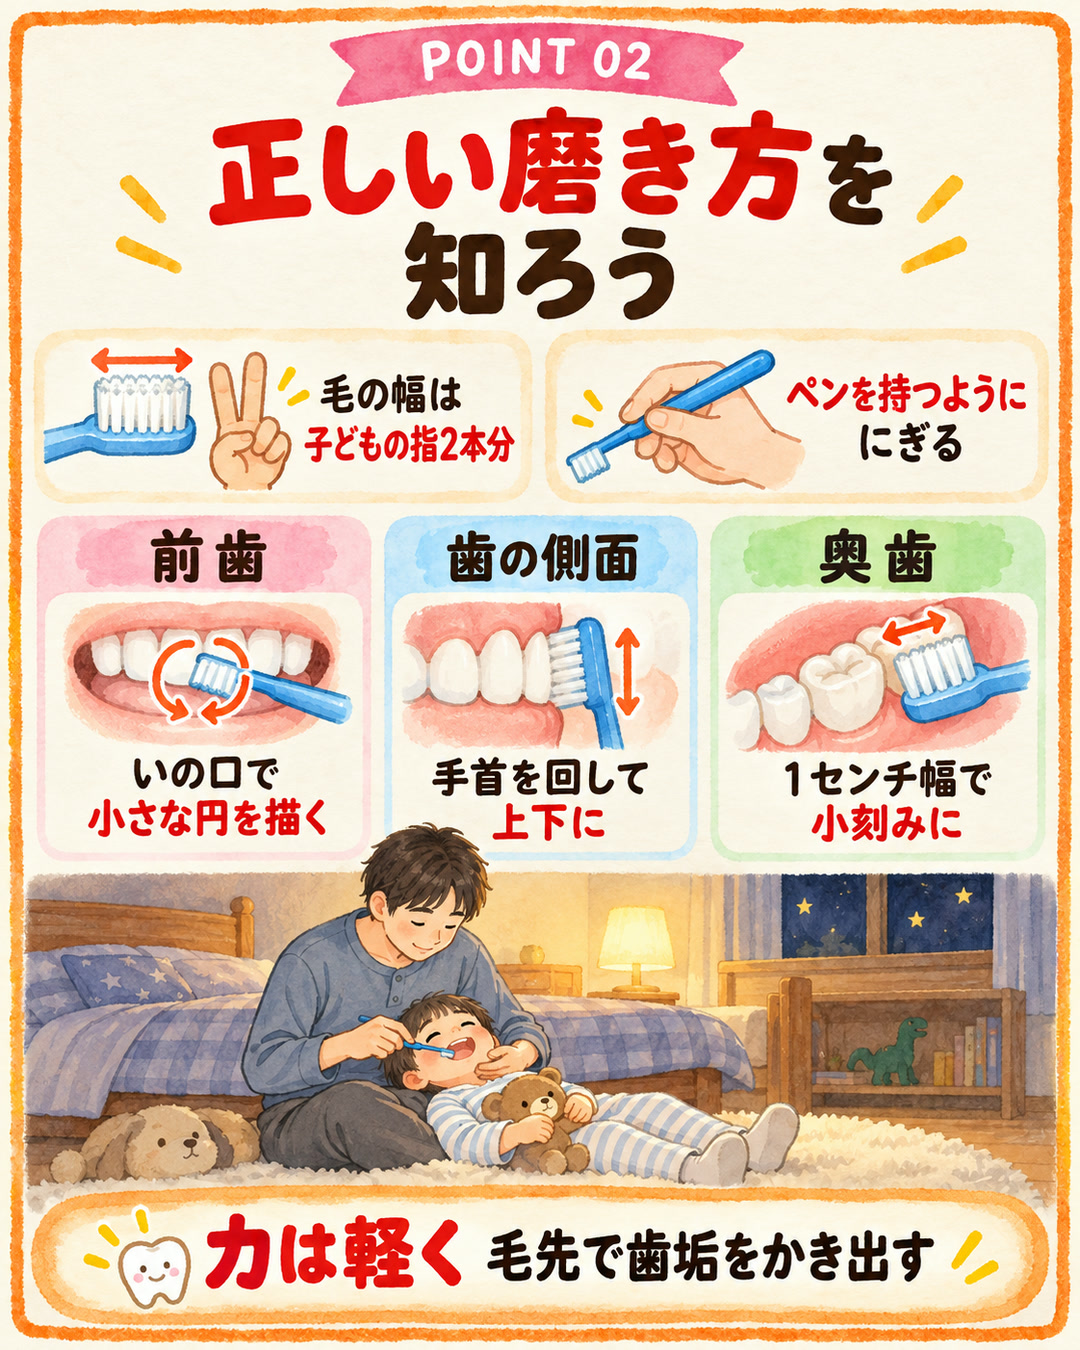 POINT 02
正しい磨き方を
知ろう
毛の幅は
子どもの指2本分
ペンを持つように
にぎる
前歯
いの口で
小さな円を描く
歯の側面
手首を回して
上下に
奥歯
1センチ幅で
小刻みに
力は軽く 毛先で歯垢をかき出す